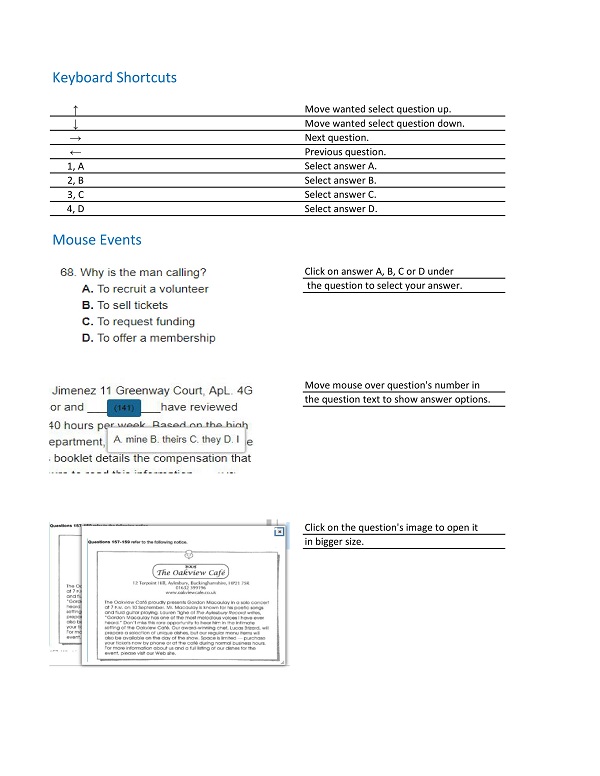 Keyboard Shortcuts
↑ Move wanted select question up.
↓ Move wanted select question down.
→ Next question.
← Previous question.
1, A Select answer A.
2, B Select answer B.
3, C Select answer C.
4, D Select answer D.
Mouse Events
68. Why is the man calling?
A. To recruit a volunteer
B. To sell tickets
C. To request funding
D. To offer a membership
Click on answer A, B, C or D under
the question to select your answer.
Jimenez 11 Greenway Court, ApL. 4G
or and ____ (141) ____ have reviewed
40 hours per week. Based on the high
epartment,
A. mine B. theirs C. they D. I
e
booklet details the compensation that
Move mouse over question's number in
the question text to show answer options.
Questions 157-159 refer to the following notice.
The Oakview Café
12 Torpoint Hill, Aylesbury, Buckinghamshire, HP21 7SR
01632 599196
www.oakviewcafe.co.uk
The Oakview Café proudly presents Gordon Macaulay in a solo concert
at 7 P.M. on 10 September. Mr. Macaulay is known for his poetic songs
and fluid guitar playing. Lauren Tighe of The Aylesbury Record writes,
"Gordon Macaulay has one of the most melodious voices I have ever
heard." Don't miss this rare opportunity to hear him in the intimate
setting of the Oakview Café. Our award-winning chef, Lucas Stizard, will
prepare a selection of unique dishes, but our regular menu items will
also be available on the day of the show. Space is limited — purchase
your tickets now by phone or at the café during normal business hours.
For more information about us and a full listing of our dishes for this
event, please visit our Web site.
Click on the question's image to open it
in bigger size.